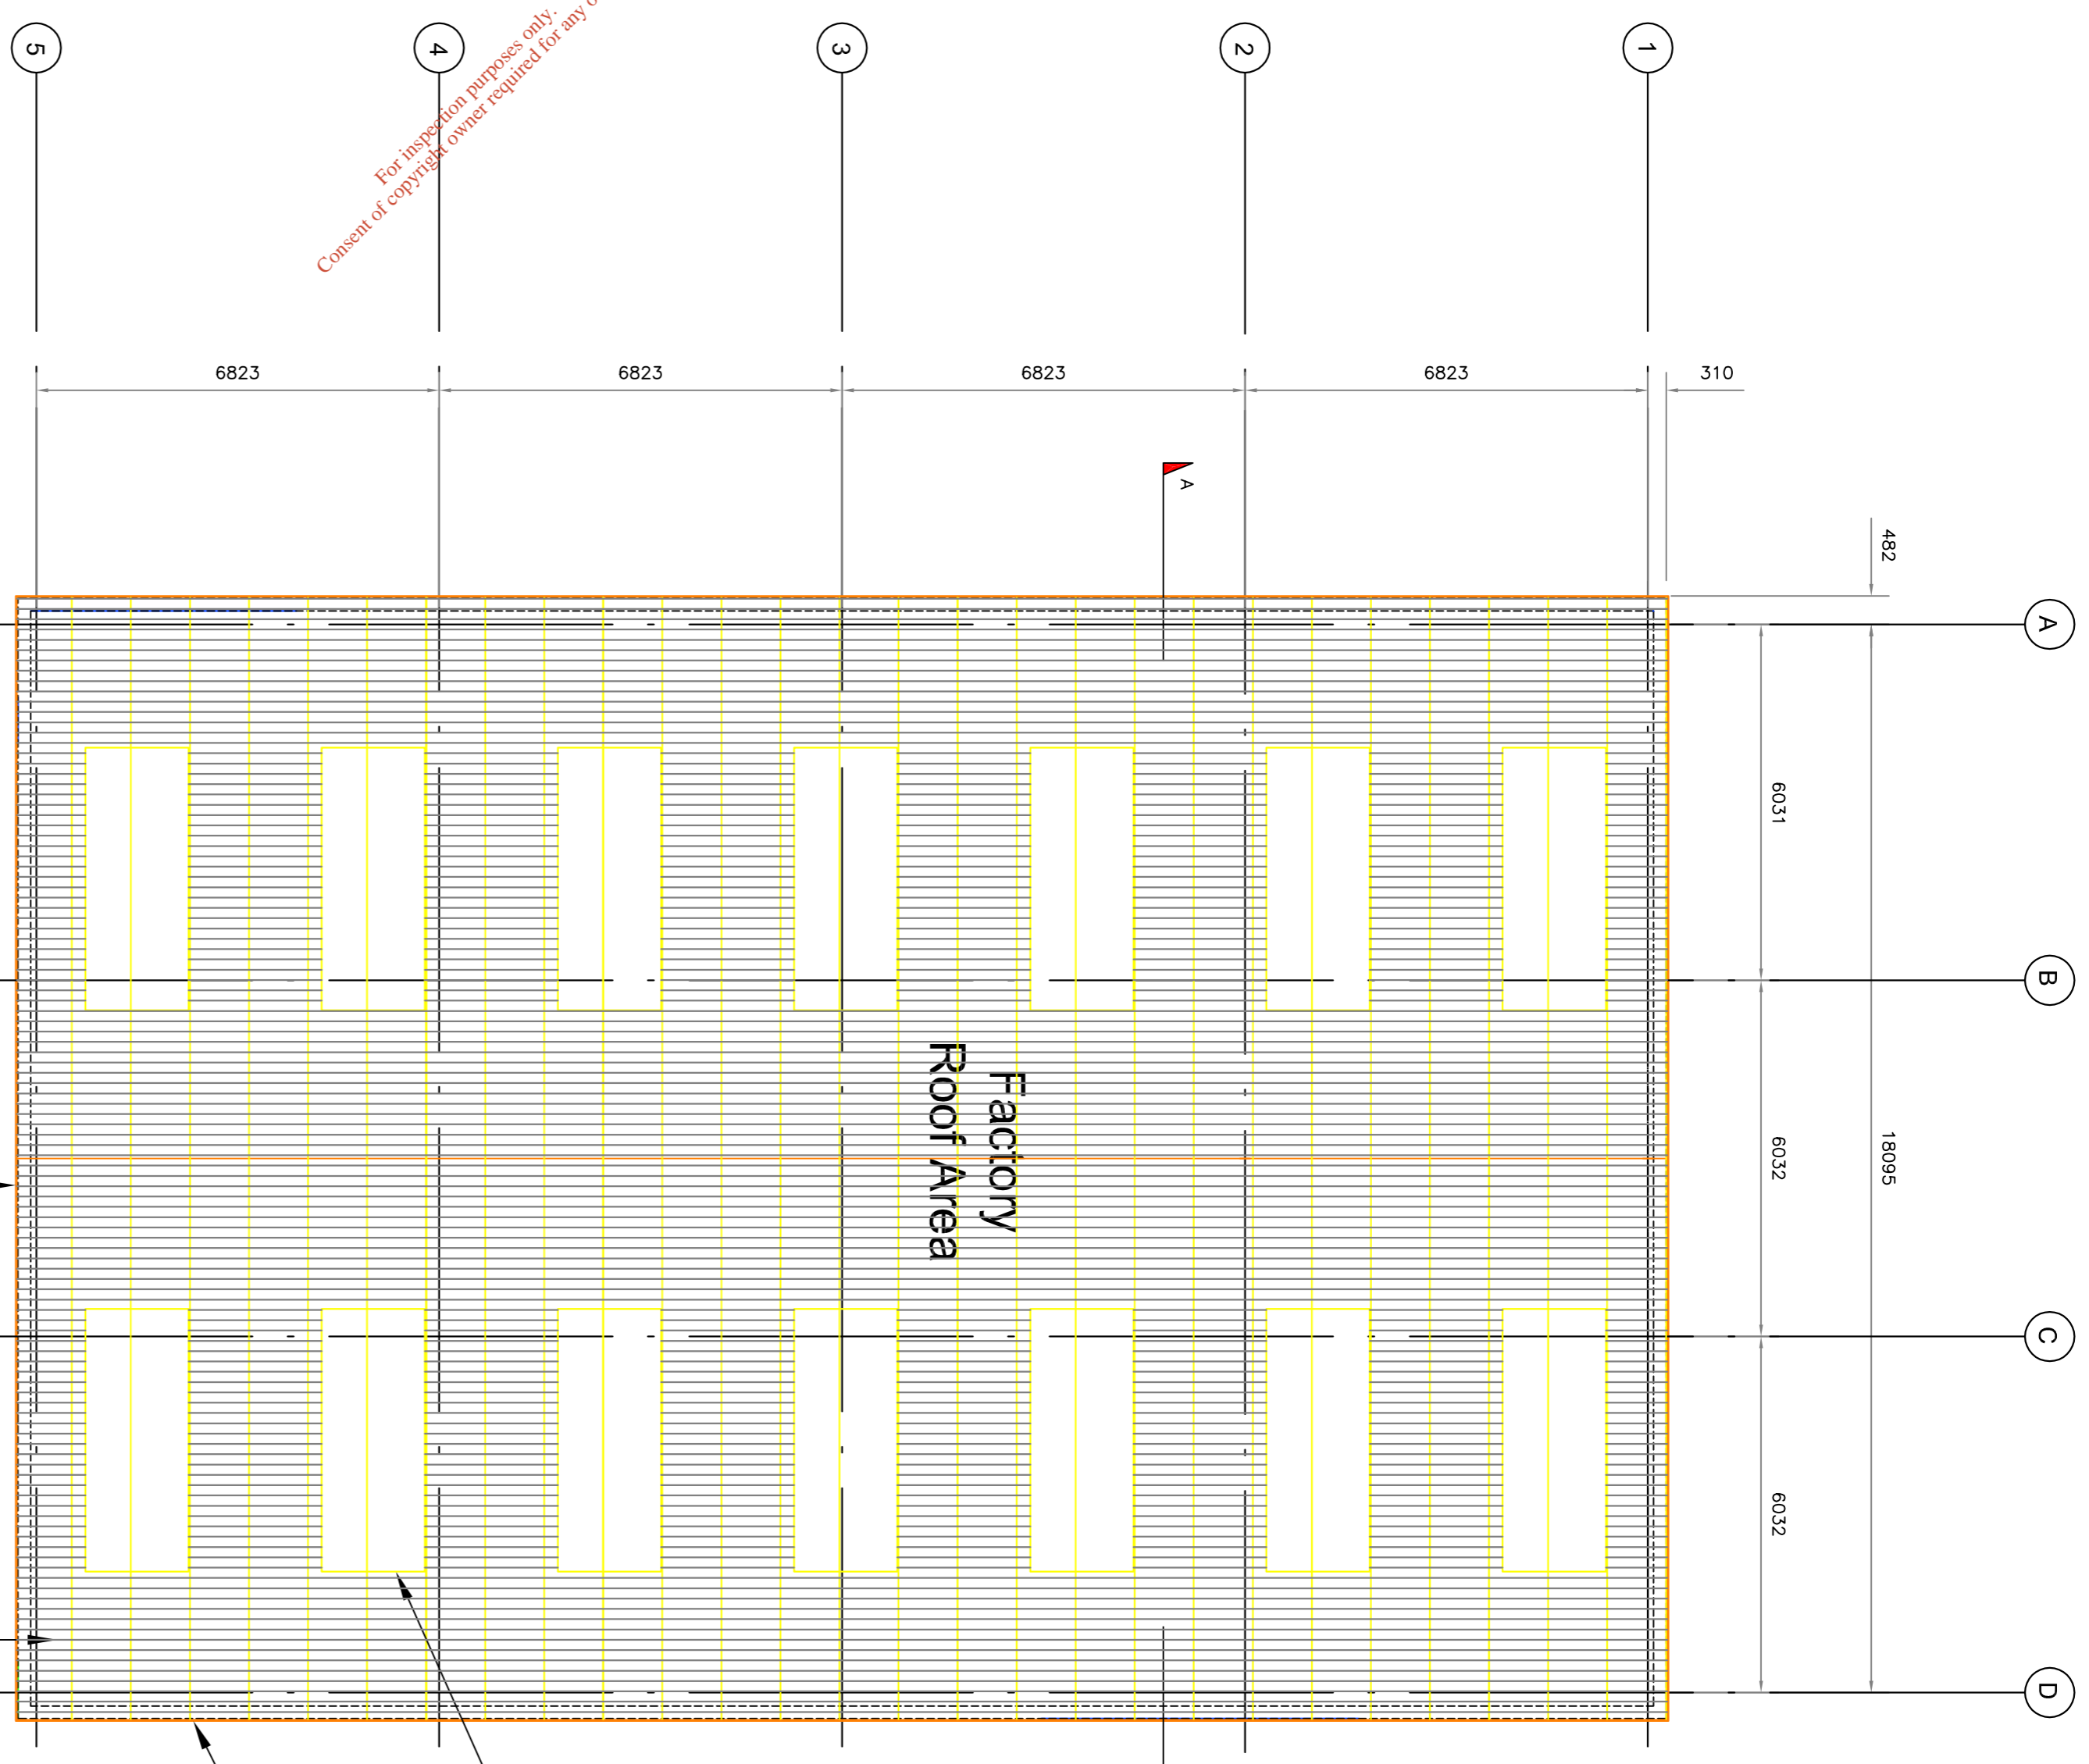 5
4
3
2
1
For inspection purposes only.
Consent of copyright owner required for any
6823
6823
6823
6823
310
A
482
A
6031
B
6032
18095
C
6032
D
Factory
Roof Area